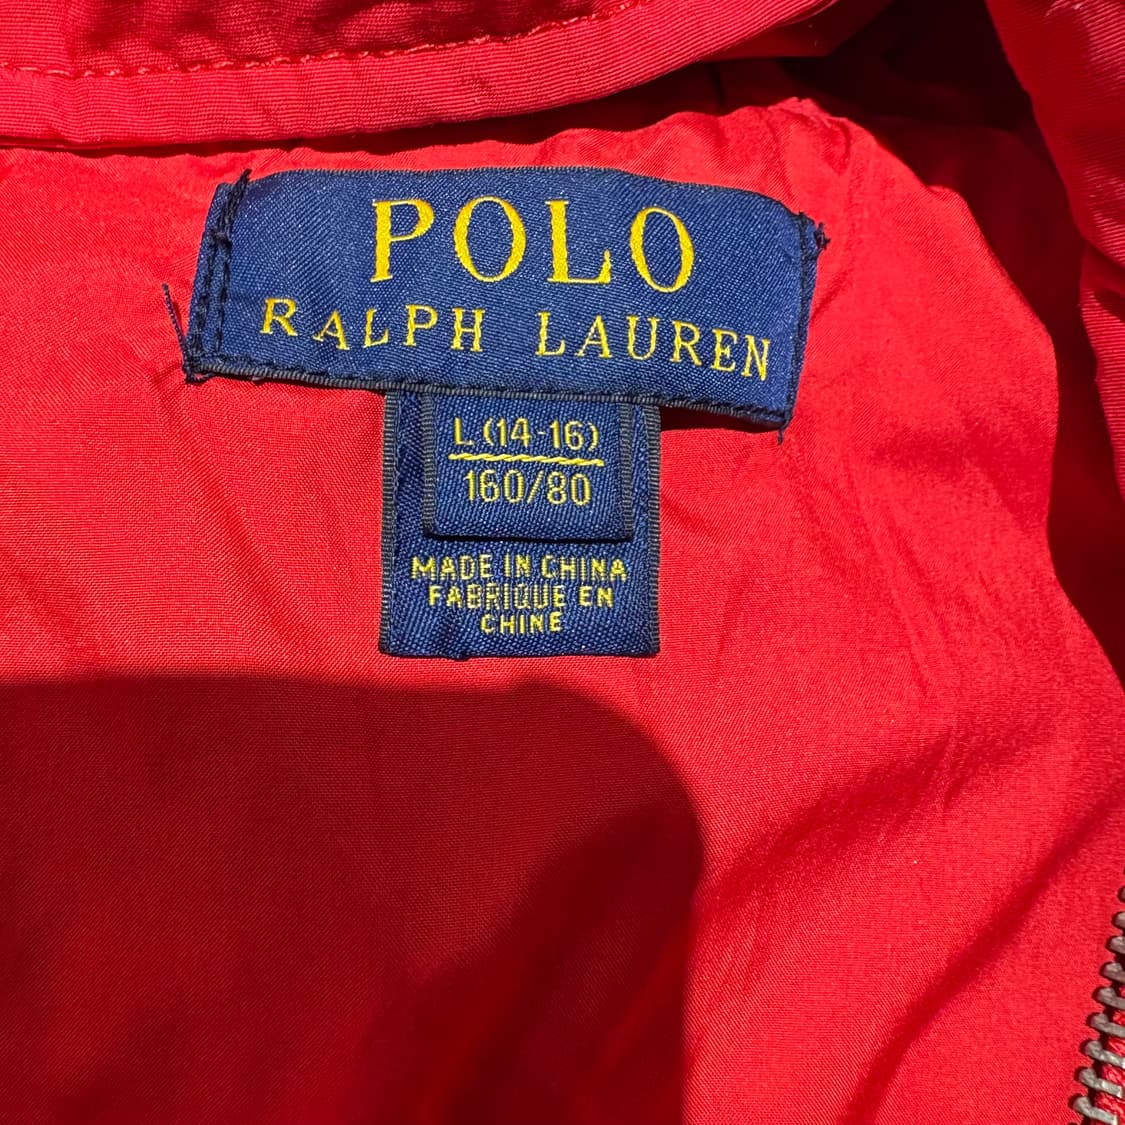 POLO
RALPH LAUREN
L (14-16)
160/80
MADE IN CHINA
FABRIQUE EN
CHINE